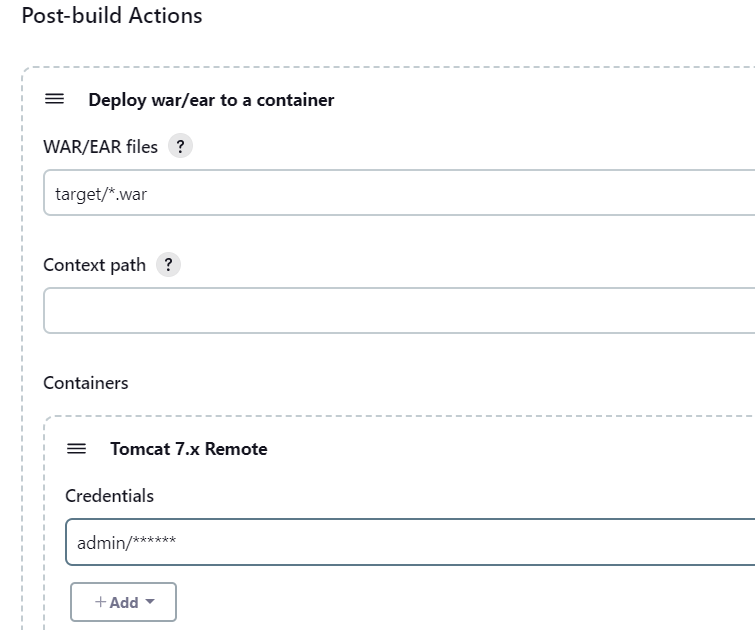 Post-build Actions
Deploy war/ear to a container
WAR/EAR files ?
target/*.war
Context path ?
Containers
Tomcat 7.x Remote
Credentials
admin/******
+Add